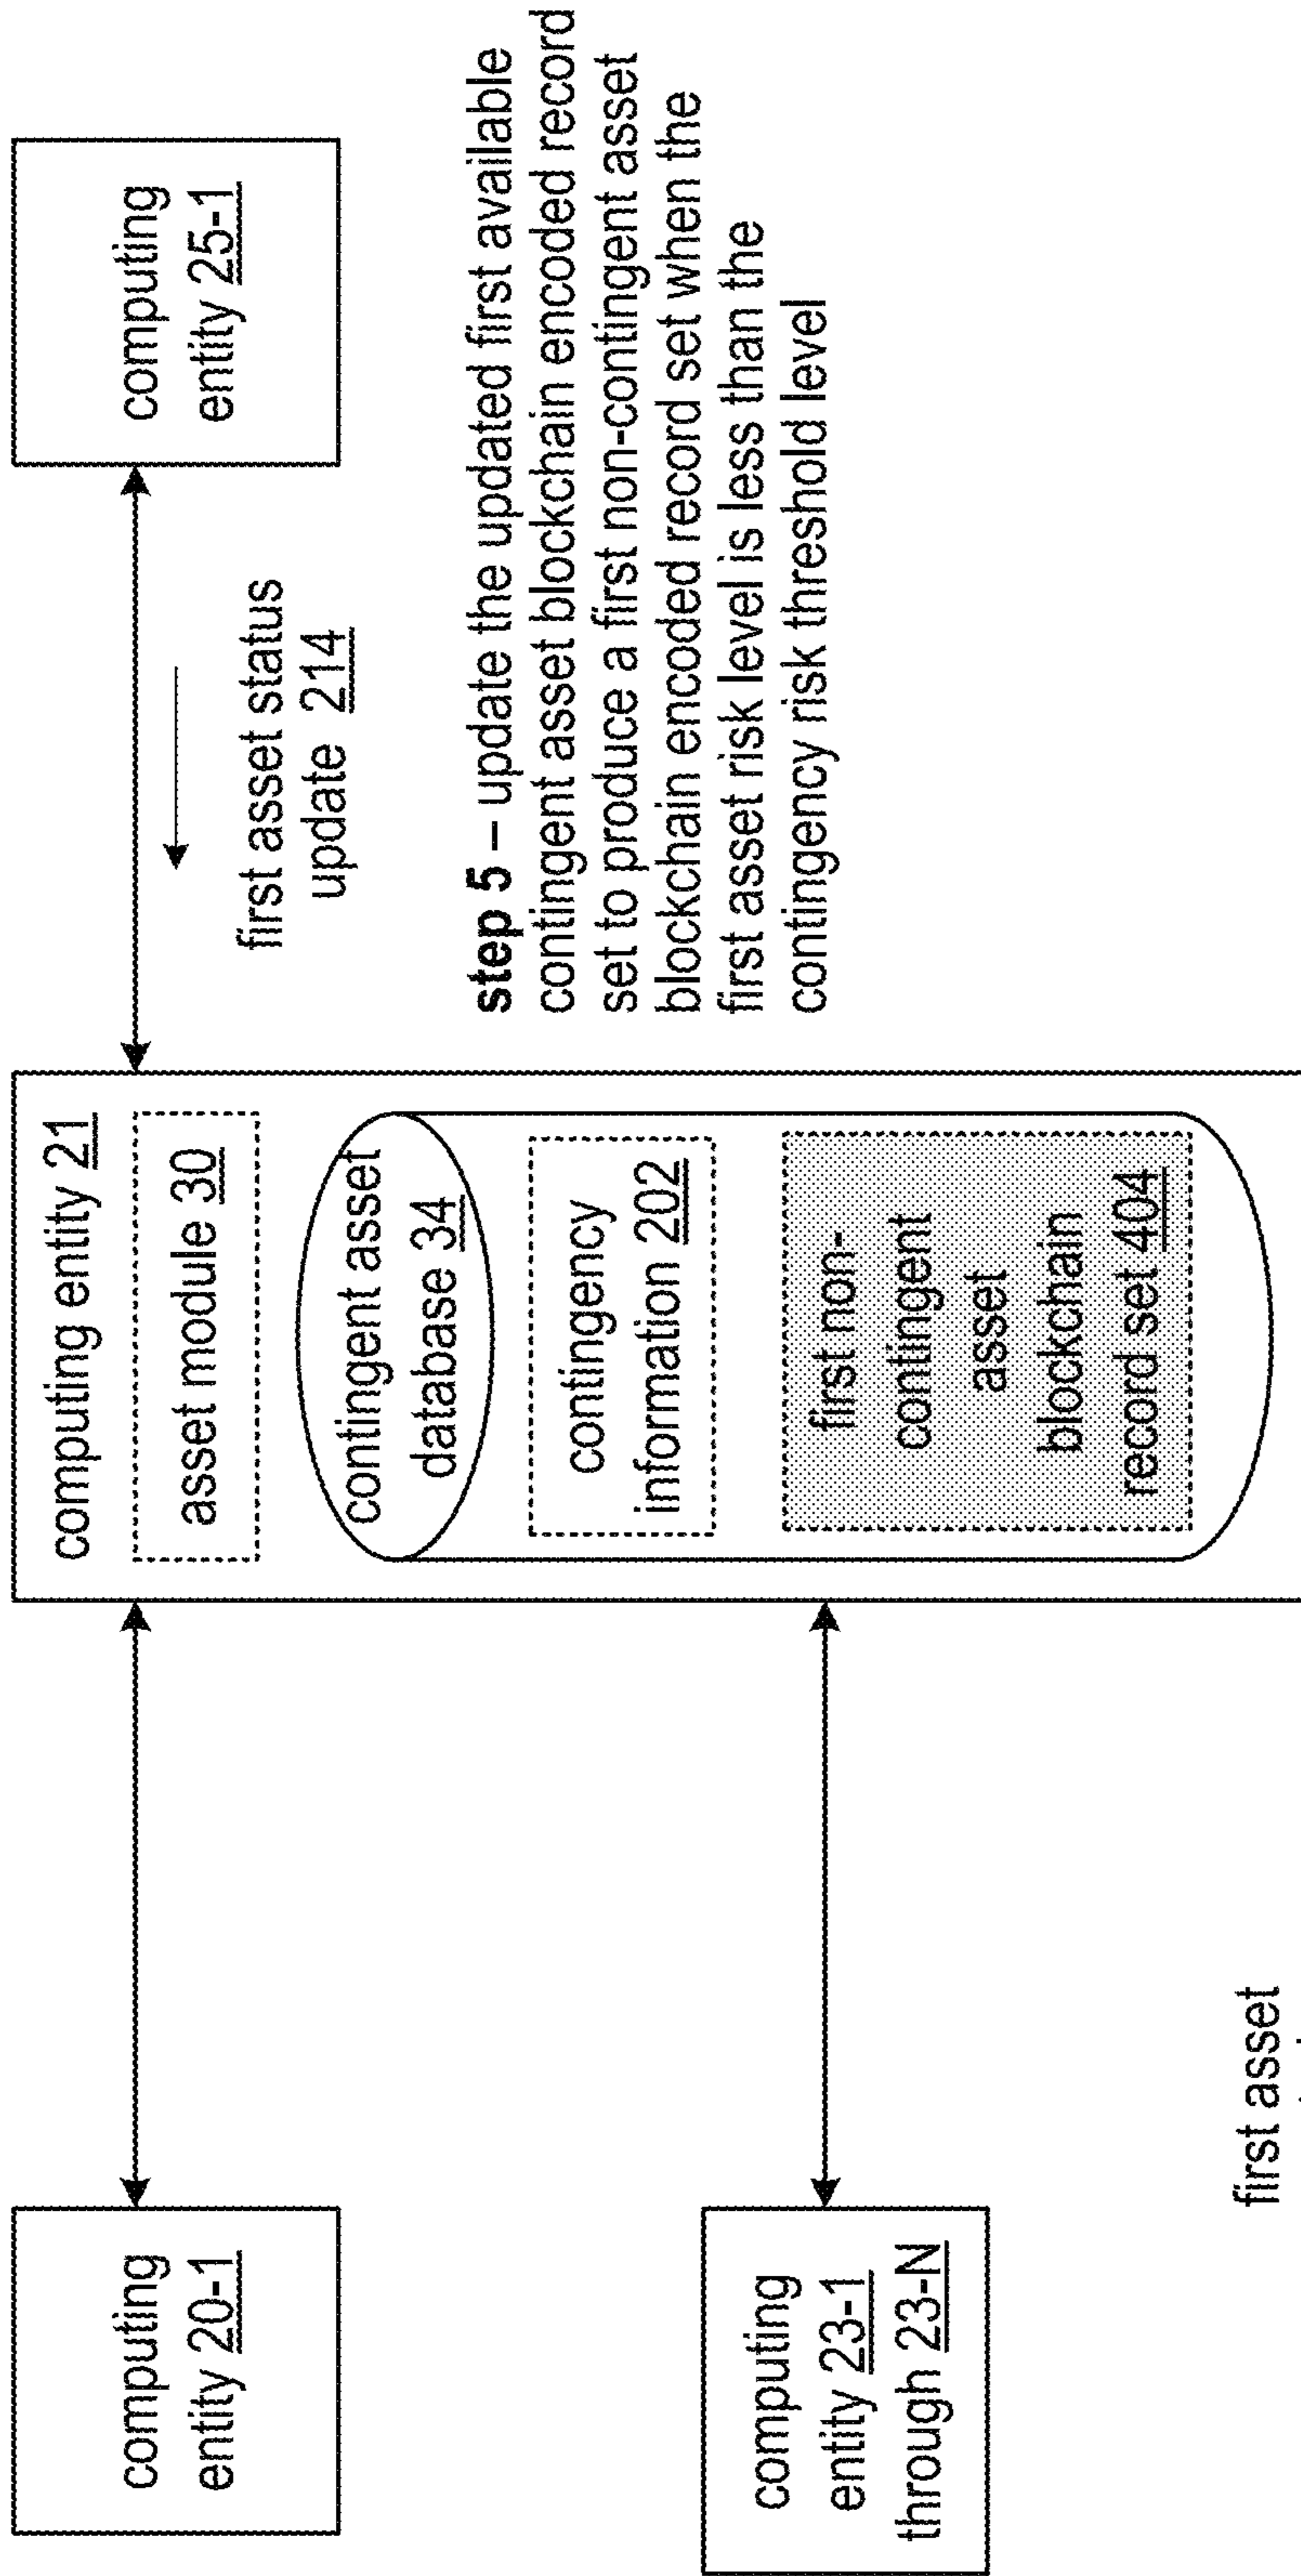 computing
entity 20-1
computing entity 21
asset module 30
contingent asset
database 34
contingency
information 202
first non-
contingent
asset
blockchain
record set 404
computing
entity 25-1
first asset status
update 214
step 5 – update the updated first available
contingent asset blockchain encoded record
set to produce a first non-contingent asset
blockchain encoded record set when the
first asset risk level is less than the
contingency risk threshold level
computing
entity 23-1
through 23-N
first asset